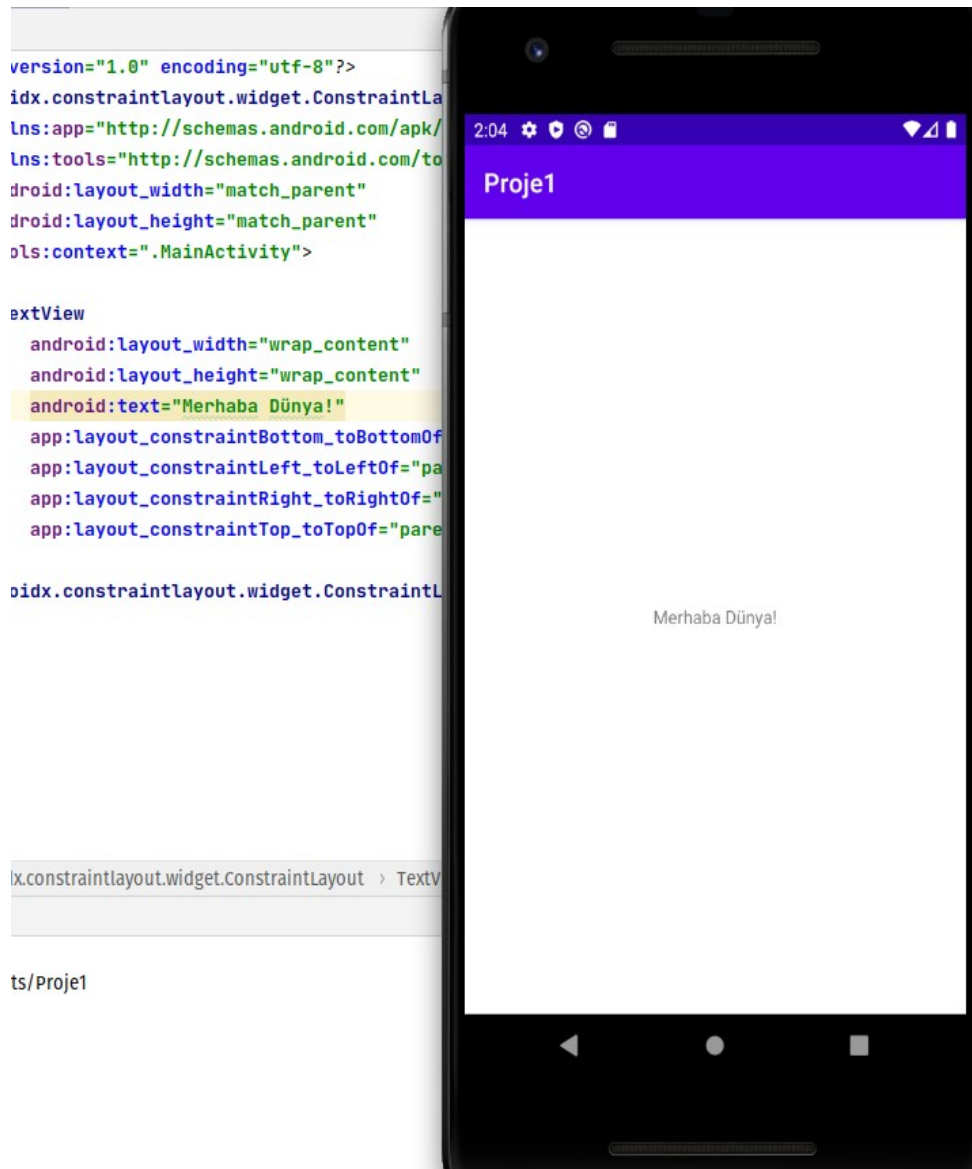 version="1.0" encoding="utf-8"?>
idx.constraintlayout.widget.ConstraintLa
lns:app="http://schemas.android.com/apk/
lns:tools="http://schemas.android.com/to
droid:layout_width="match_parent"
droid:layout_height="match_parent"
ols:context=".MainActivity">
extView
android:layout_width="wrap_content"
android:layout_height="wrap_content"
android:text="Merhaba Dünya!"
app:layout_constraintBottom_toBottomOf
app:layout_constraintLeft_toLeftOf="pa
app:layout_constraintRight_toRightOf="
app:layout_constraintTop_toTopOf="pare
oidx.constraintlayout.widget.ConstraintL
x.constraintlayout.widget.ConstraintLayout › TextV
ts/Proje1
2:04
Proje1
Merhaba Dünya!